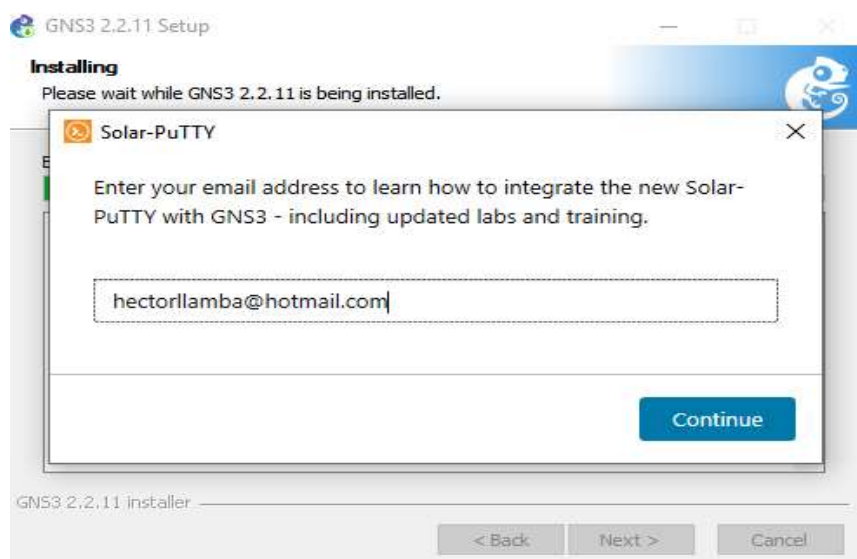 GNS3 2.2.11 Setup
Installing
Please wait while GNS3 2.2.11 is being installed.
Solar-PuTTY
E
Enter your email address to learn how to integrate the new Solar-
PuTTY with GNS3 - including updated labs and training.
hectorllamba@hotmail.com
Continue
GNS3 2.2.11 installer
< Back Next > Cancel